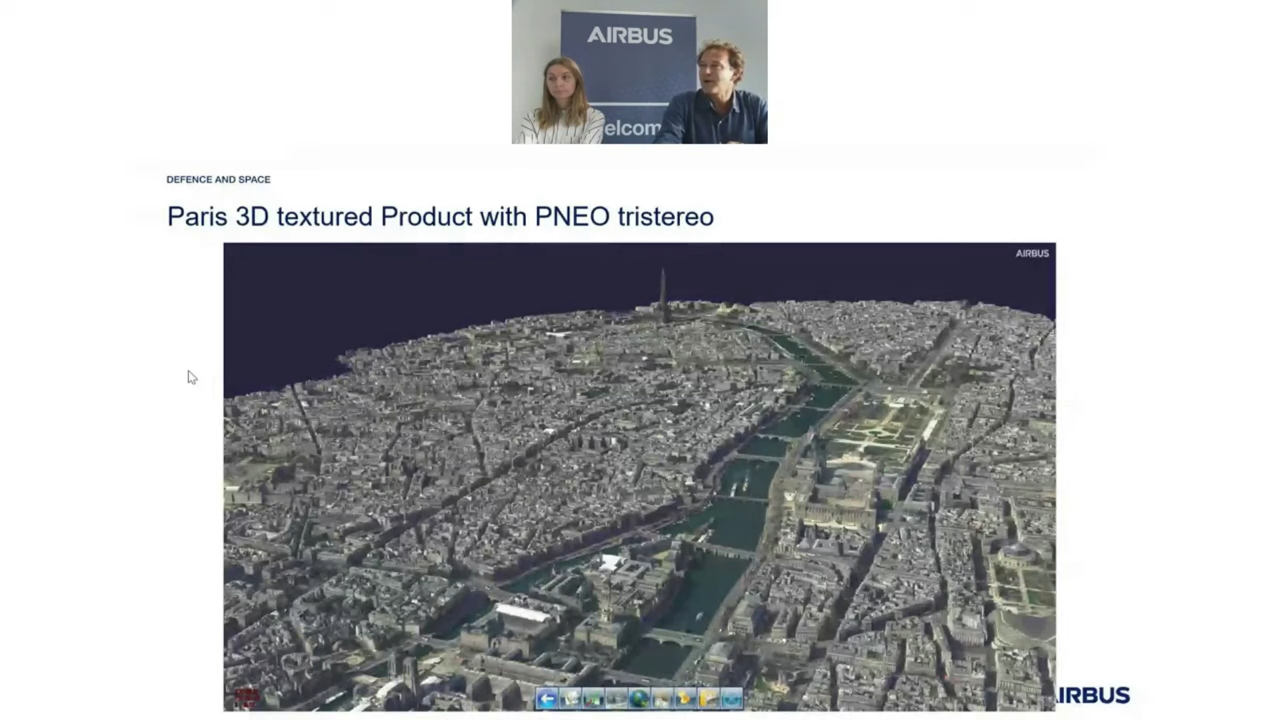 AIRBUS
elcom
DEFENCE AND SPACE
Paris 3D textured Product with PNEO tristereo
AIRBUS
AIRBUS